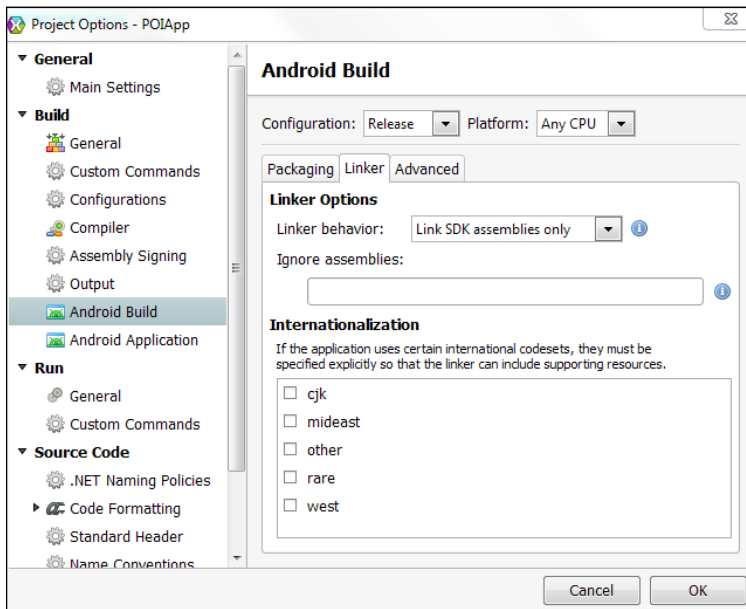 Project Options - POIApp
General
Main Settings
Build
General
Custom Commands
Configurations
Compiler
Assembly Signing
Output
Android Build
Android Application
Run
General
Custom Commands
Source Code
.NET Naming Policies
Code Formatting
Standard Header
Name Conventions
Android Build
Configuration: Release Platform: Any CPU
Packaging Linker Advanced
Linker Options
Linker behavior: Link SDK assemblies only
Ignore assemblies:
Internationalization
If the application uses certain international codesets, they must be
specified explicitly so that the linker can include supporting resources.
cjk
mideast
other
rare
west
Cancel OK